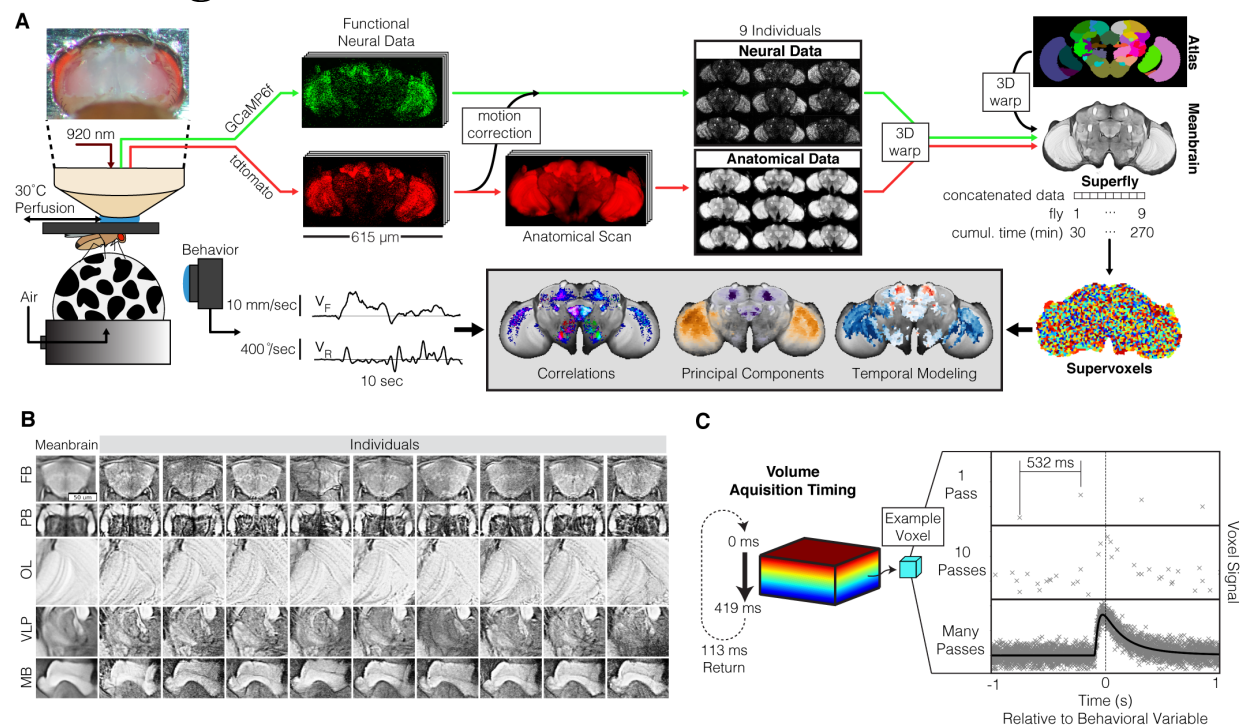 A
Functional
Neural Data
9 Individuals
Neural Data
Atlas
3D
warp
GCaMP6f
920 nm
motion
correction
3D
warp
Meanbrain
tdtomato
Anatomical Data
30°C
Perfusion
Superfly
concatenated data
fly 1 ... 9
cumul. time (min) 30 ... 270
615 μm
Anatomical Scan
Behavior
Air
10 mm/sec
VF
400°/sec
VR
10 sec
Correlations
Principal Components
Temporal Modeling
Supervoxels
B
Meanbrain
Individuals
FB
50 um
PB
OL
VLP
MB
C
Volume
Aquisition Timing
0 ms
419 ms
113 ms
Return
Example
Voxel
1
Pass
532 ms
10
Passes
Many
Passes
Voxel Signal
-1
0
1
Time (s)
Relative to Behavioral Variable